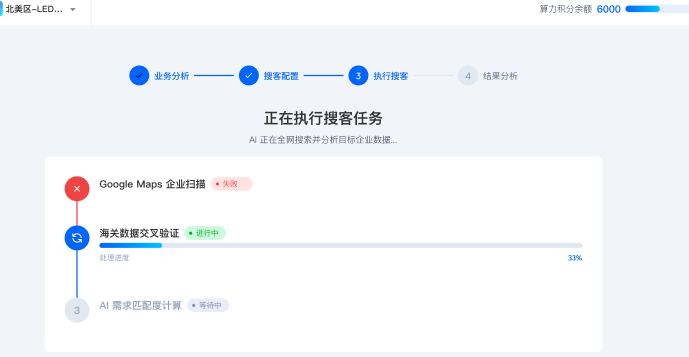 北美区-LED...
算力积分余额 6000
业务分析
搜客配置
3 执行搜客
4 结果分析
正在执行搜客任务
AI 正在全网搜索并分析目标企业数据...
Google Maps 企业扫描 • 失败
海关数据交叉验证 • 进行中
处理进度 33%
3 AI 需求匹配度计算 • 等待中